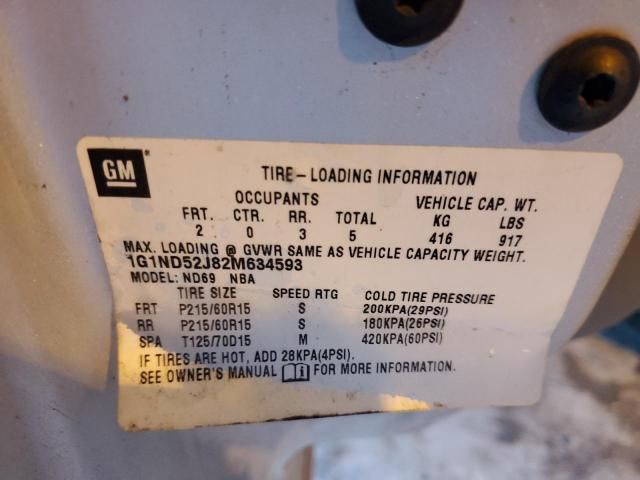 GM
TIRE-LOADING INFORMATION
OCCUPANTS VEHICLE CAP. WT.
FRT. CTR. RR. TOTAL KG LBS
2 0 3 5 416 917
MAX. LOADING @ GVWR SAME AS VEHICLE CAPACITY WEIGHT.
1G1ND52J82M634593
MODEL: ND69 NBA
TIRE SIZE SPEED RTG COLD TIRE PRESSURE
FRT P215/60R15 S 200KPA(29PSI)
RR P215/60R15 S 180KPA(26PSI)
SPA T125/70D15 M 420KPA(60PSI)
IF TIRES ARE HOT, ADD 28KPA(4PSI).
SEE OWNER'S MANUAL i FOR MORE INFORMATION.